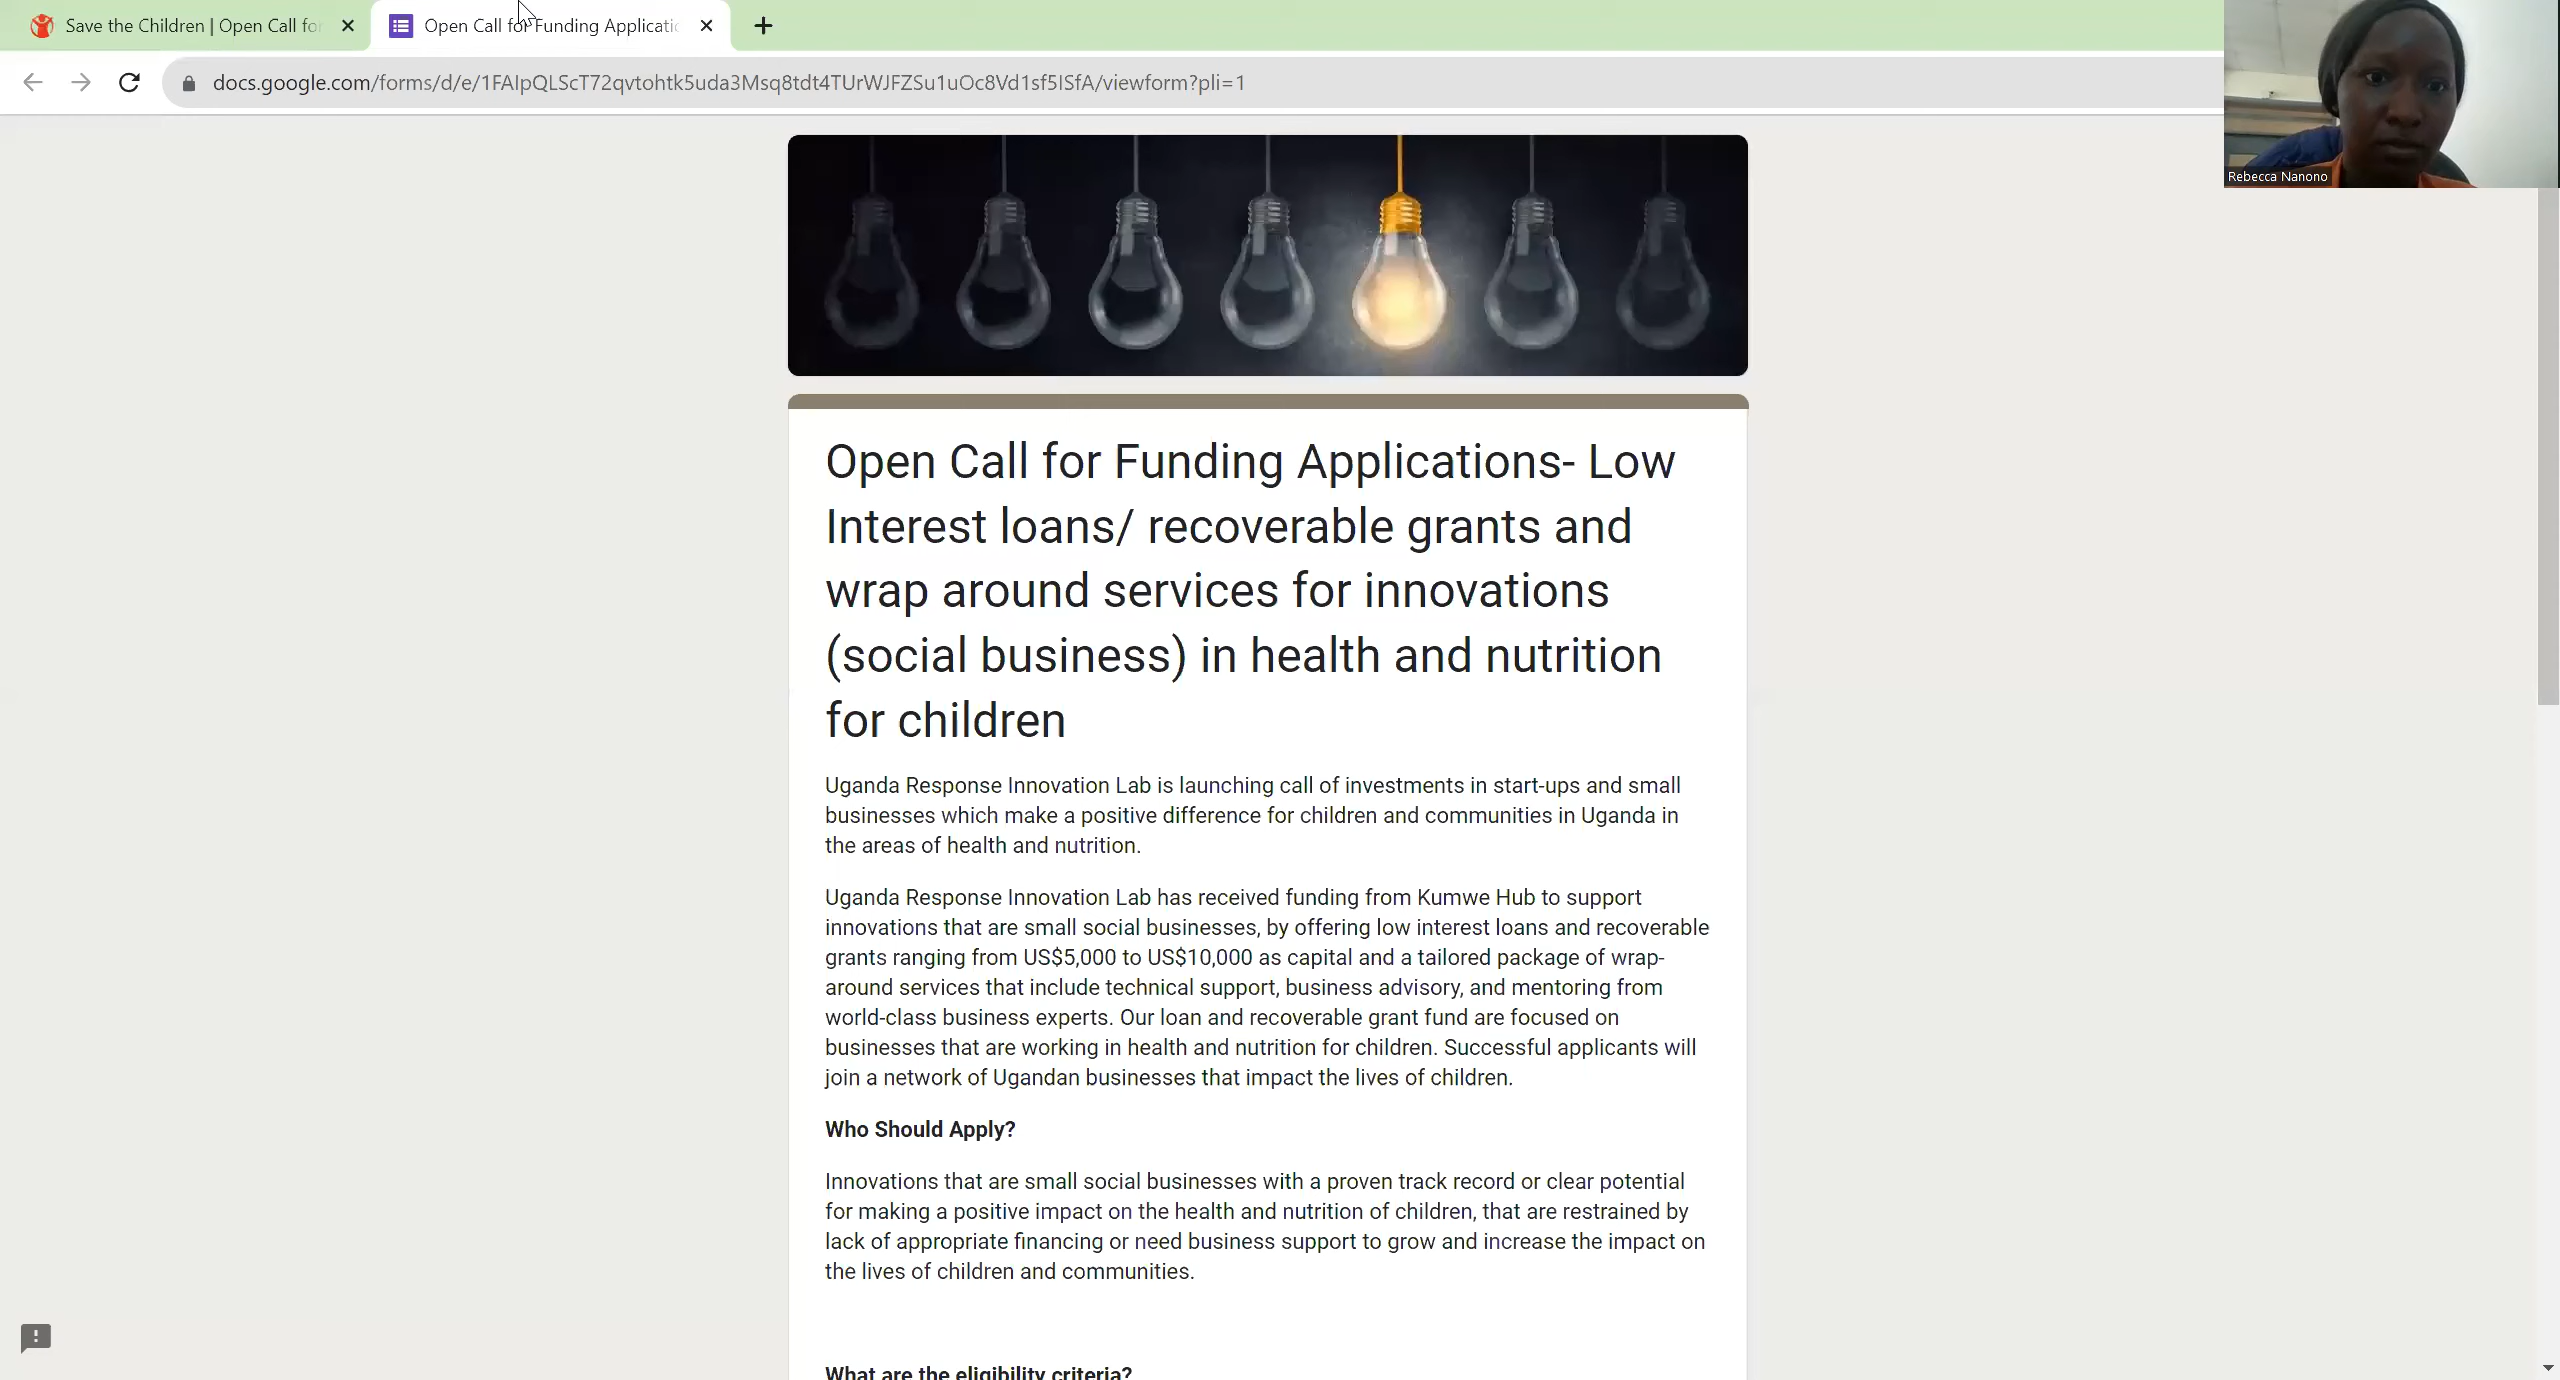 Save the Children | Open Call for
Open Call for Funding Applicatio
docs.google.com/forms/d/e/1FAIpQLScT72qvtohtk5uda3Msq8tdt4TUrWJFZSu1uOc8Vd1sf5ISfA/viewform?pli=1
Rebecca Nanono
Open Call for Funding Applications- Low
Interest loans/ recoverable grants and
wrap around services for innovations
(social business) in health and nutrition
for children
Uganda Response Innovation Lab is launching call of investments in start-ups and small
businesses which make a positive difference for children and communities in Uganda in
the areas of health and nutrition.
Uganda Response Innovation Lab has received funding from Kumwe Hub to support
innovations that are small social businesses, by offering low interest loans and recoverable
grants ranging from US$5,000 to US$10,000 as capital and a tailored package of wrap-
around services that include technical support, business advisory, and mentoring from
world-class business experts. Our loan and recoverable grant fund are focused on
businesses that are working in health and nutrition for children. Successful applicants will
join a network of Ugandan businesses that impact the lives of children.
Who Should Apply?
Innovations that are small social businesses with a proven track record or clear potential
for making a positive impact on the health and nutrition of children, that are restrained by
lack of appropriate financing or need business support to grow and increase the impact on
the lives of children and communities.
What are the eligibility criteria?